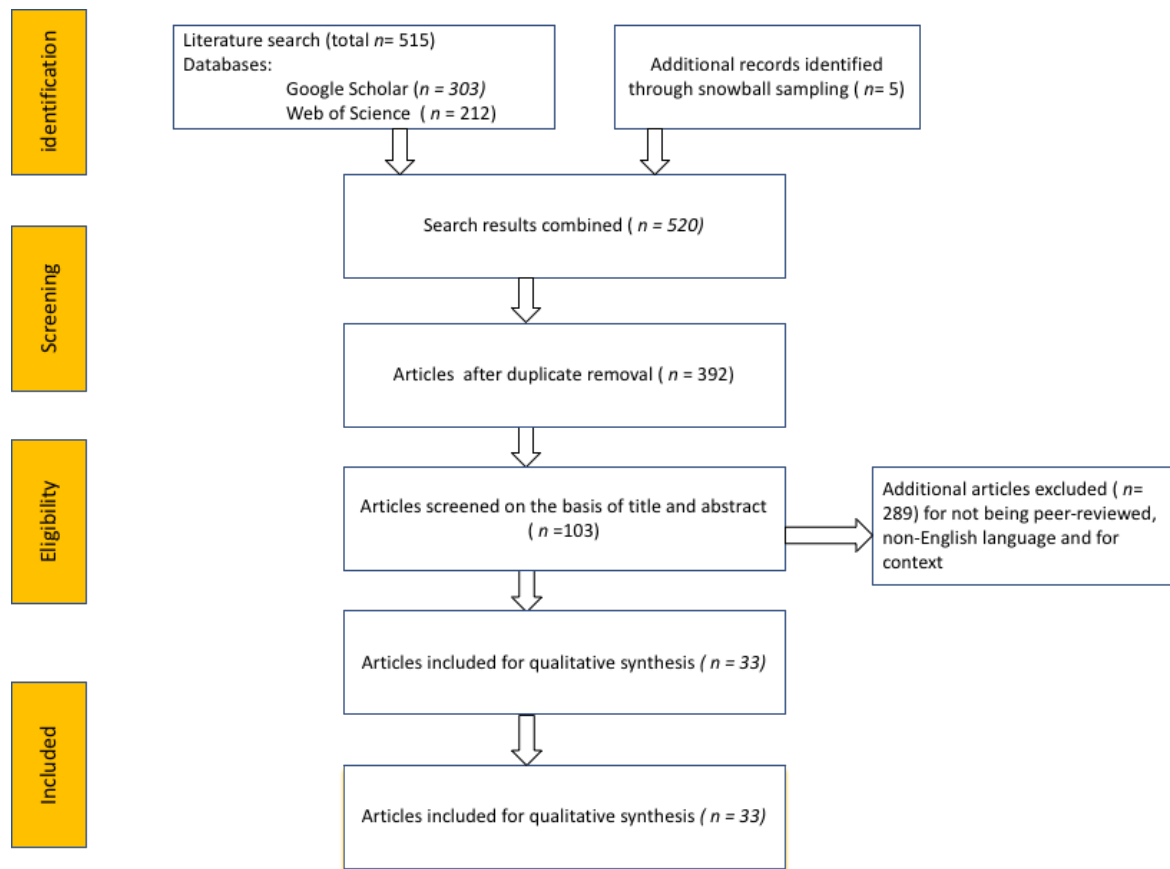 identification
Literature search (total n= 515)
Databases:
Google Scholar (n = 303)
Web of Science ( n = 212)
Additional records identified
through snowball sampling ( n= 5)
Search results combined ( n = 520)
Screening
Articles after duplicate removal ( n = 392)
Eligibility
Articles screened on the basis of title and abstract
( n =103)
Additional articles excluded ( n=
289) for not being peer-reviewed,
non-English language and for
context
Articles included for qualitative synthesis ( n = 33)
Included
Articles included for qualitative synthesis ( n = 33)